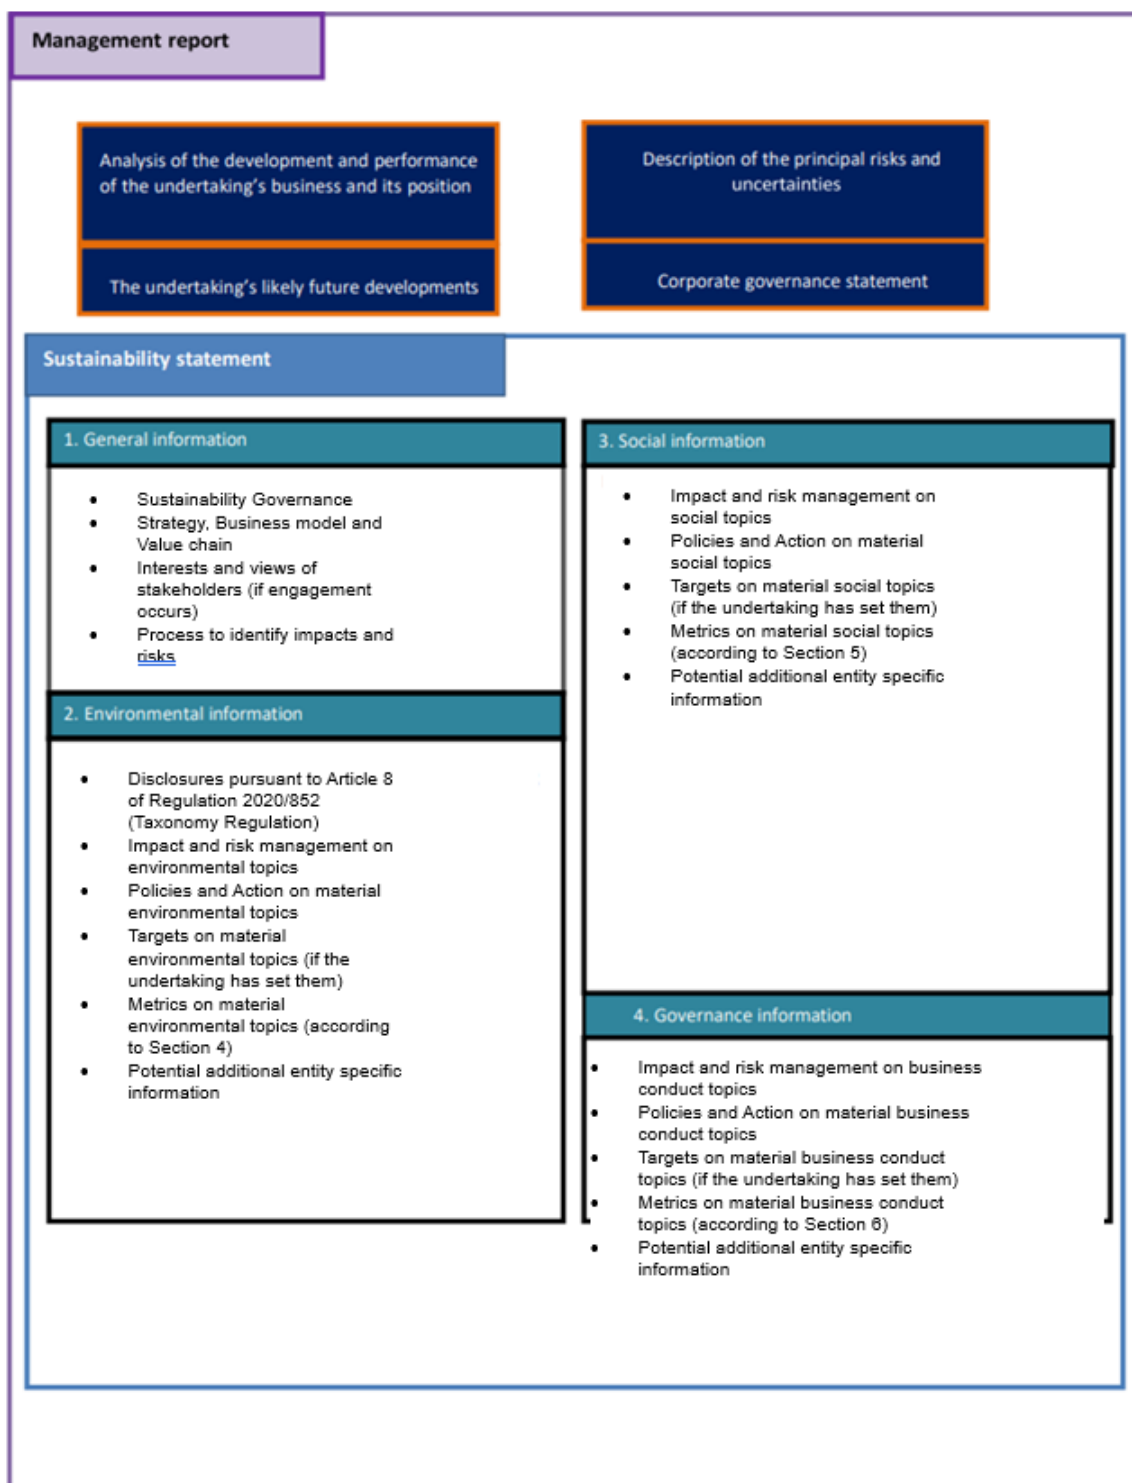 Management report
Analysis of the development and performance
of the undertaking's business and its position
Description of the principal risks and
uncertainties
The undertaking's likely future developments
Corporate governance statement
Sustainability statement
1. General information
• Sustainability Governance
• Strategy, Business model and
Value chain
• Interests and views of
stakeholders (if engagement
occurs)
• Process to identify impacts and
risks
2. Environmental information
• Disclosures pursuant to Article 8
of Regulation 2020/852
(Taxonomy Regulation)
• Impact and risk management on
environmental topics
• Policies and Action on material
environmental topics
• Targets on material
environmental topics (if the
undertaking has set them)
• Metrics on material
environmental topics (according
to Section 4)
• Potential additional entity specific
information
3. Social information
• Impact and risk management on
social topics
• Policies and Action on material
social topics
• Targets on material social topics
(if the undertaking has set them)
• Metrics on material social topics
(according to Section 5)
• Potential additional entity specific
information
4. Governance information
• Impact and risk management on business
conduct topics
• Policies and Action on material business
conduct topics
• Targets on material business conduct
topics (if the undertaking has set them)
• Metrics on material business conduct
topics (according to Section 6)
• Potential additional entity specific
information